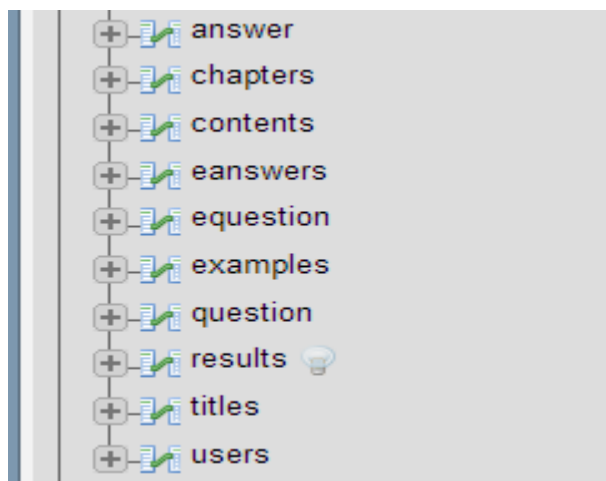 answer
chapters
contents
eanswers
equestion
examples
question
results
titles
users